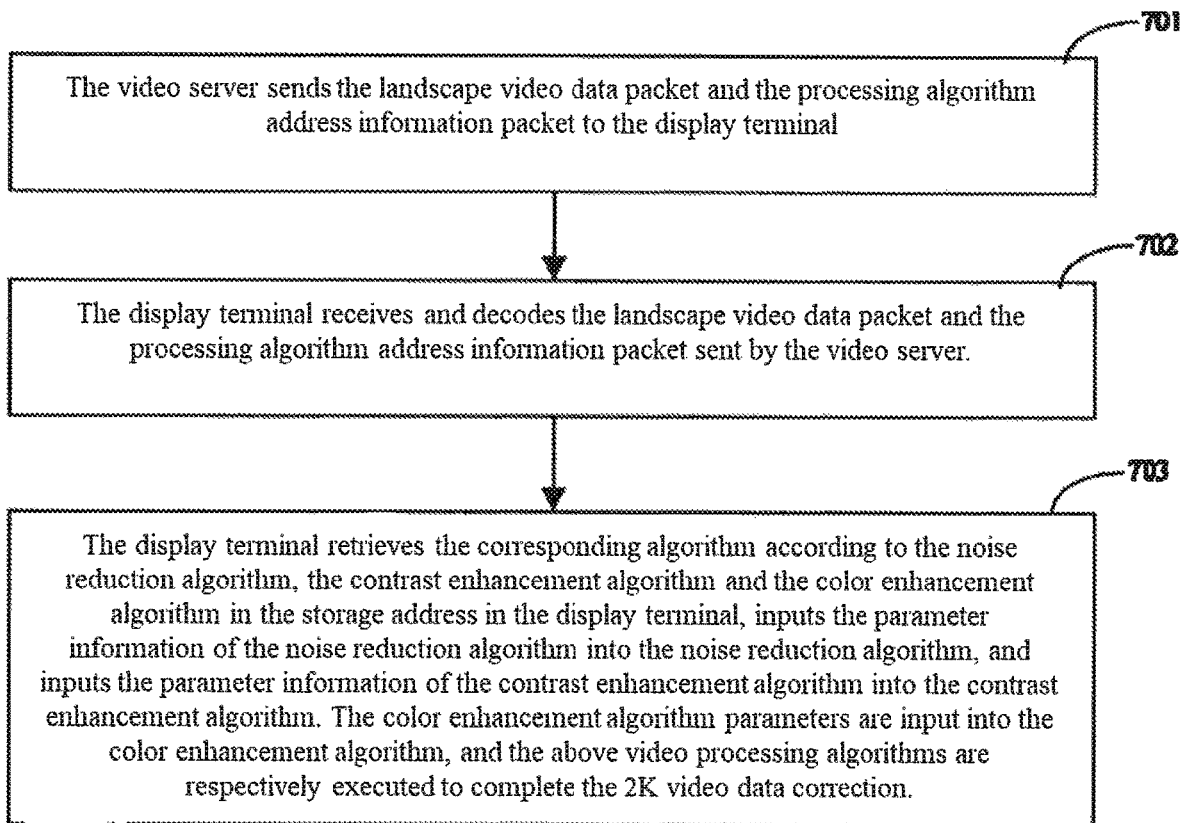 701
The video server sends the landscape video data packet and the processing algorithm
address information packet to the display terminal
702
The display terminal receives and decodes the landscape video data packet and the
processing algorithm address information packet sent by the video server.
703
The display terminal retrieves the corresponding algorithm according to the noise
reduction algorithm, the contrast enhancement algorithm and the color enhancement
algorithm in the storage address in the display terminal, inputs the parameter
information of the noise reduction algorithm into the noise reduction algorithm, and
inputs the parameter information of the contrast enhancement algorithm into the contrast
enhancement algorithm. The color enhancement algorithm parameters are input into the
color enhancement algorithm, and the above video processing algorithms are
respectively executed to complete the 2K video data correction.